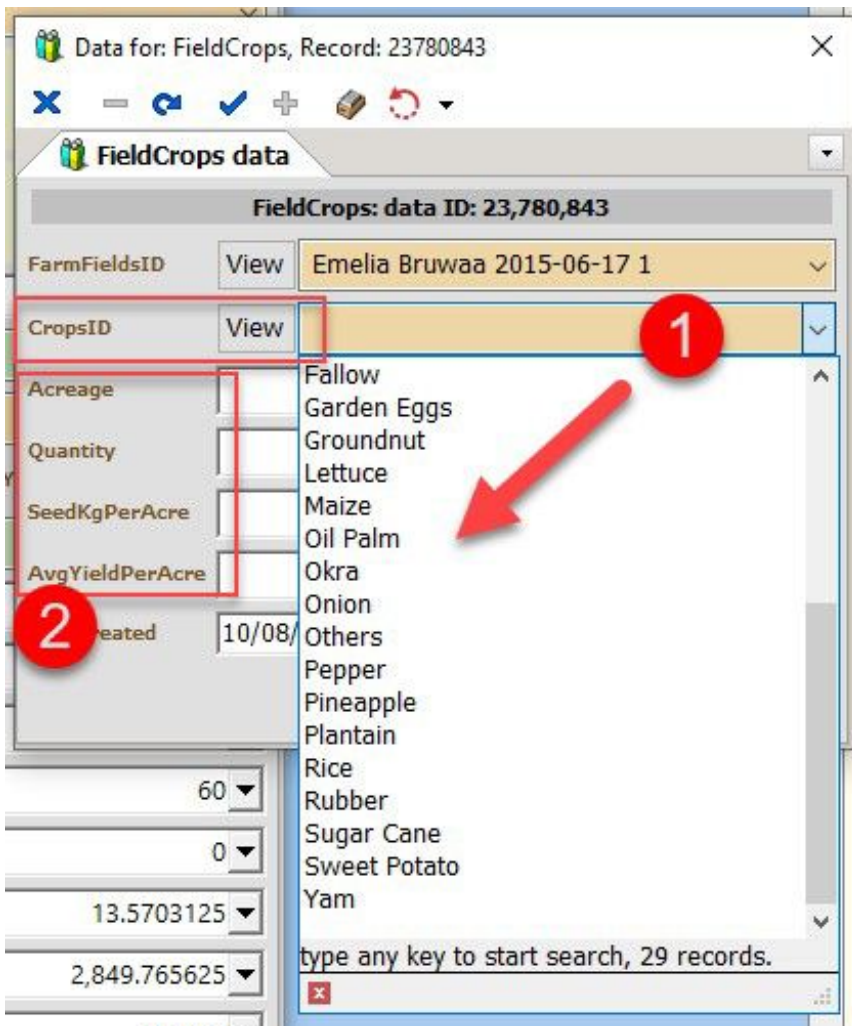 Data for: FieldCrops, Record: 23780843
FieldCrops data
FieldCrops: data ID: 23,780,843
FarmFieldsID View Emelia Bruwaa 2015-06-17 1
CropsID View
1
Acreage
Quantity
SeedKgPerAcre
AvgYieldPerAcre
2
eated 10/08/
Fallow
Garden Eggs
Groundnut
Lettuce
Maize
Oil Palm
Okra
Onion
Others
Pepper
Pineapple
Plantain
Rice
Rubber
Sugar Cane
Sweet Potato
Yam
type any key to start search, 29 records.
60
0
13.5703125
2,849.765625